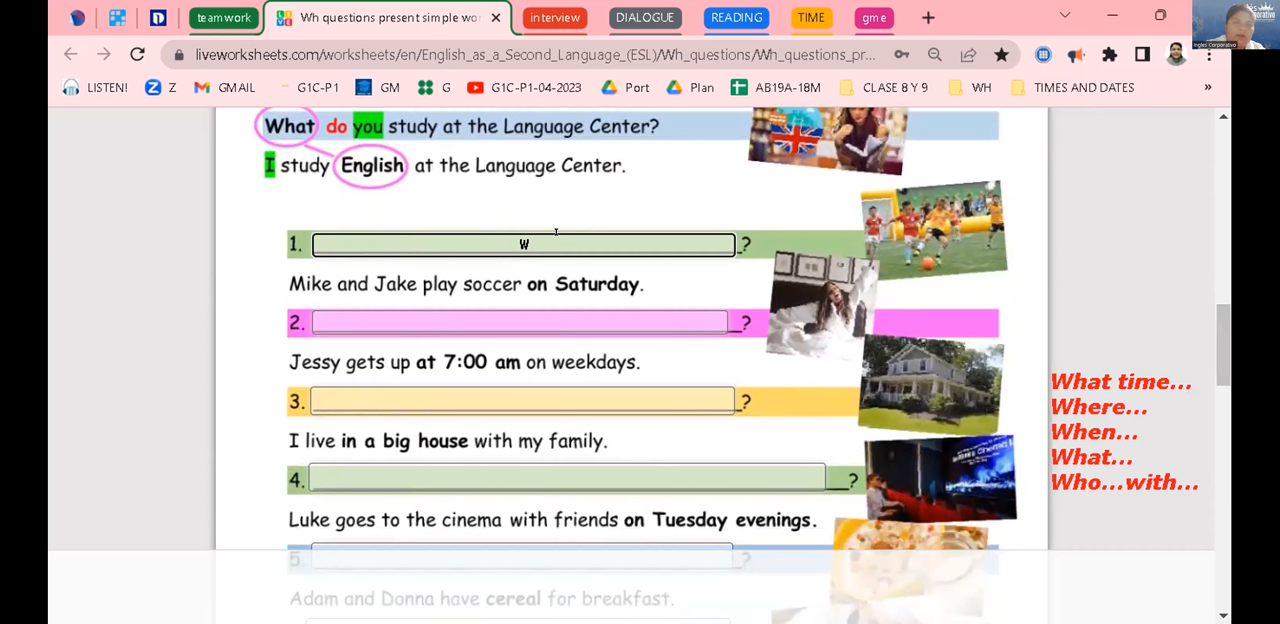 teamwork
Wh questions present simple wo
interview
DIALOGUE
READING
TIME
gme
liveworksheets.com/worksheets/en/English_as_a_Second_Language_(ESL)/Wh_questions/Wh_questions_pr...
Ingles Corporativo
LISTEN!
Z
GMAIL
G1C-P1
GM
G
G1C-P1-04-2023
Port
Plan
AB19A-18M
CLASE 8 Y 9
WH
TIMES AND DATES
»
What do you study at the Language Center?
I study English at the Language Center.
1. W _?
Mike and Jake play soccer on Saturday.
2. __?
Jessy gets up at 7:00 am on weekdays.
3. _?
I live in a big house with my family.
4. ___?
Luke goes to the cinema with friends on Tuesday evenings.
5. _?
Adam and Donna have cereal for breakfast.
What time...
Where...
When...
What...
Who...with...